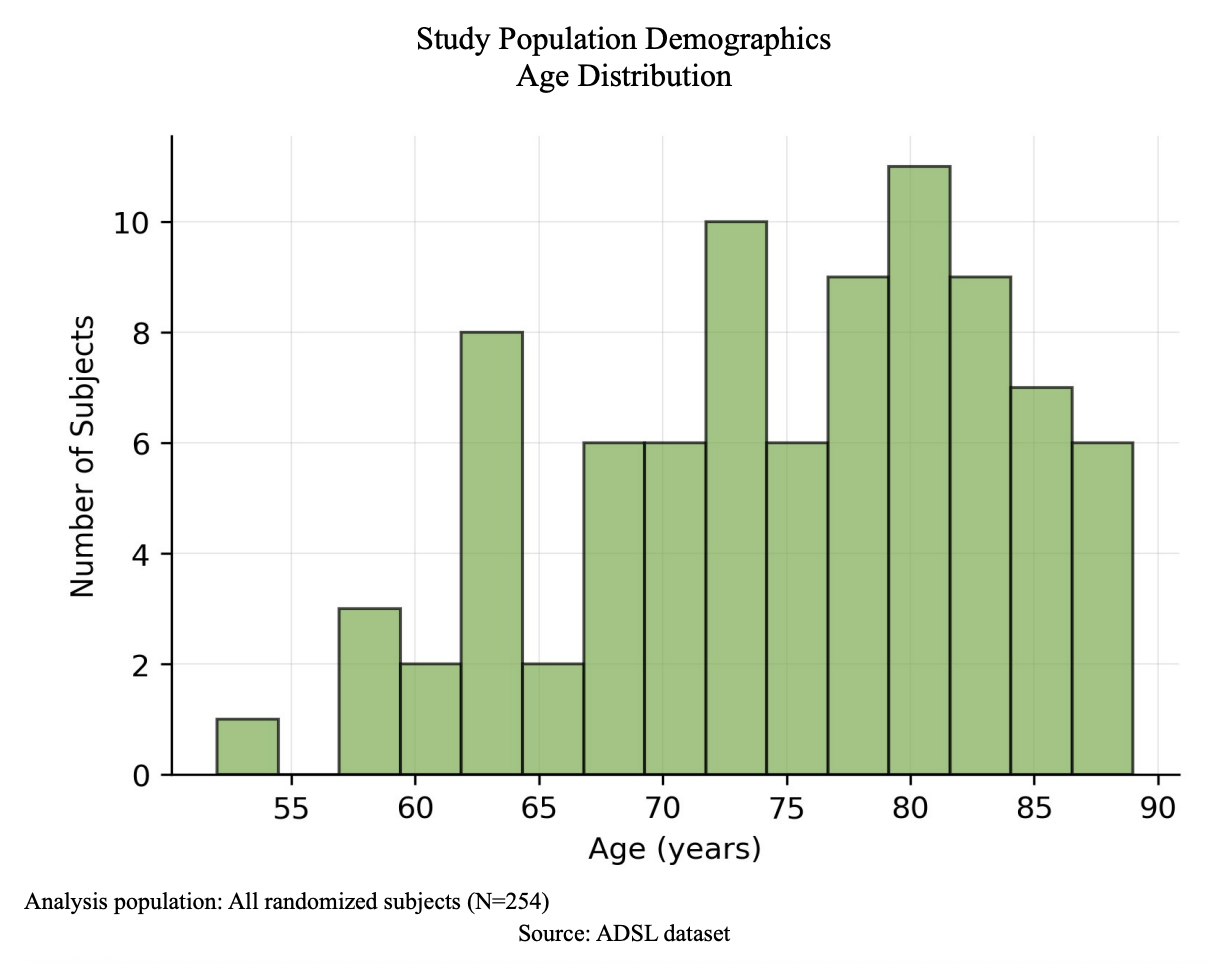 Study Population Demographics
Age Distribution
Number of Subjects
10
8
6
4
2
0
55 60 65 70 75 80 85 90
Age (years)
Analysis population: All randomized subjects (N=254)
Source: ADSL dataset